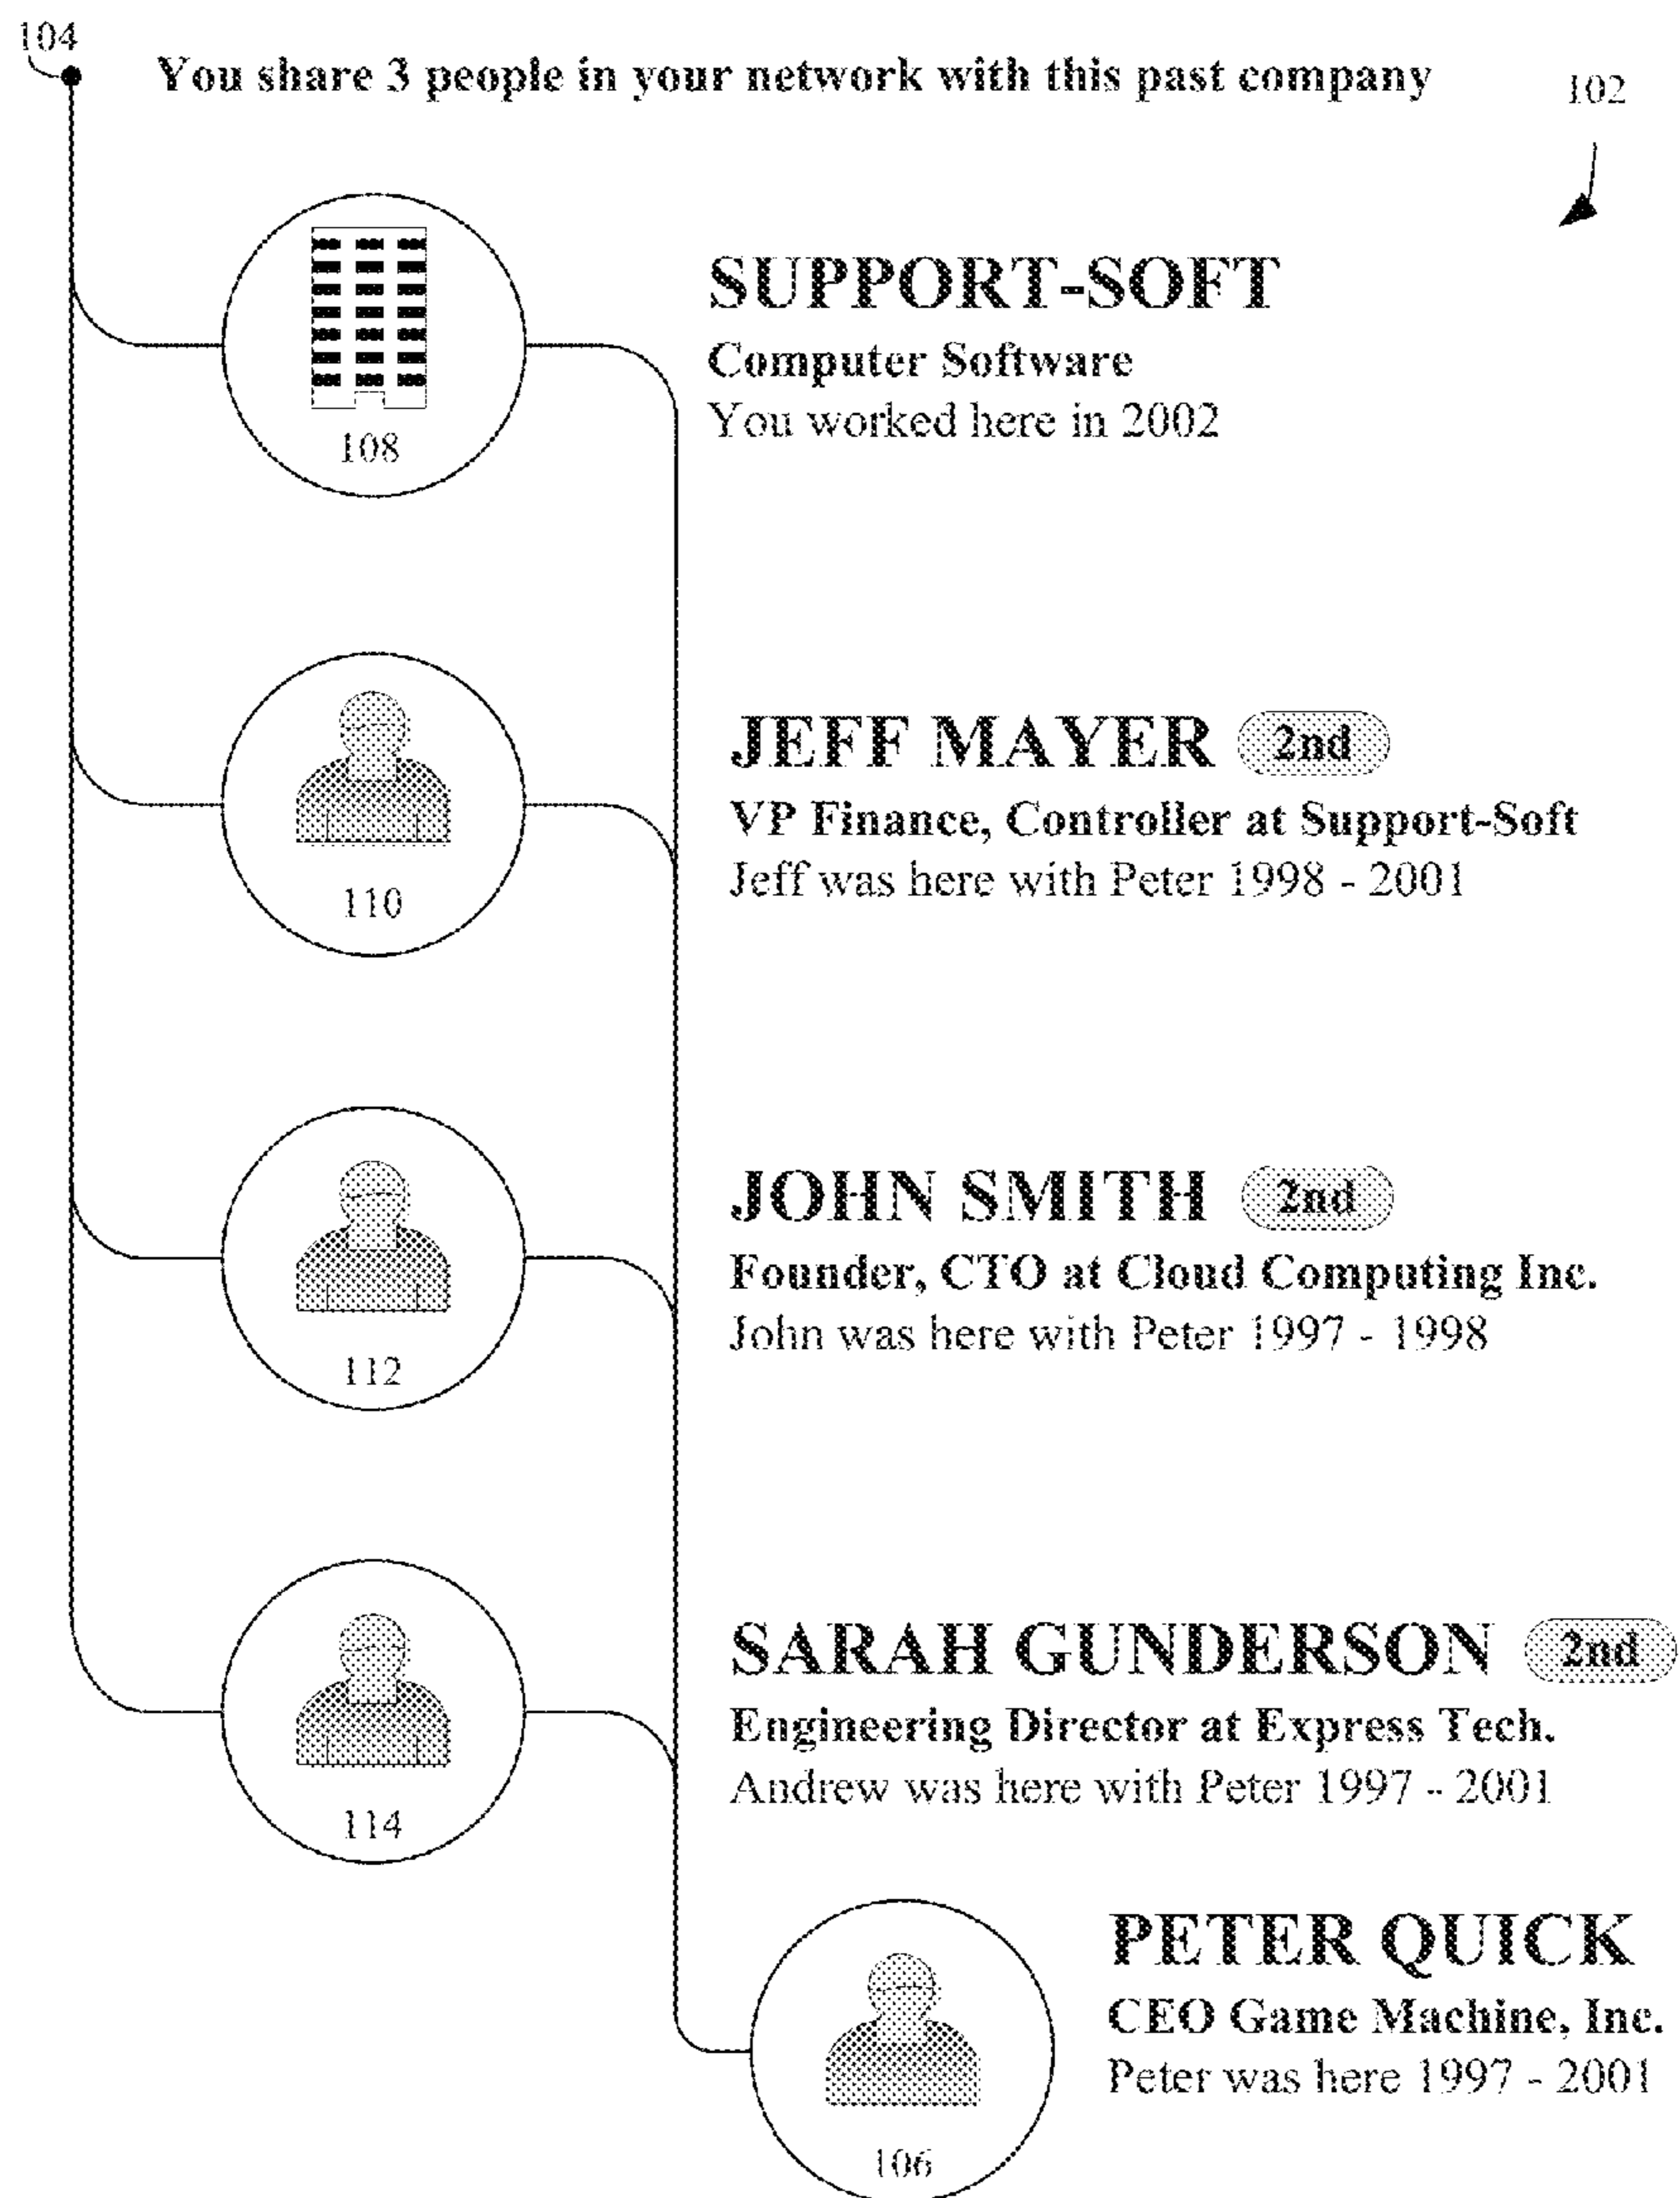 104
You share 3 people in your network with this past company
102
SUPPORT-SOFT
Computer Software
You worked here in 2002
108
JEFF MAYER 2nd
VP Finance, Controller at Support-Soft
Jeff was here with Peter 1998 - 2001
110
JOHN SMITH 2nd
Founder, CTO at Cloud Computing Inc.
John was here with Peter 1997 - 1998
112
SARAH GUNDERSON 2nd
Engineering Director at Express Tech.
Andrew was here with Peter 1997 - 2001
114
PETER QUICK
CEO Game Machine, Inc.
Peter was here 1997 - 2001
106